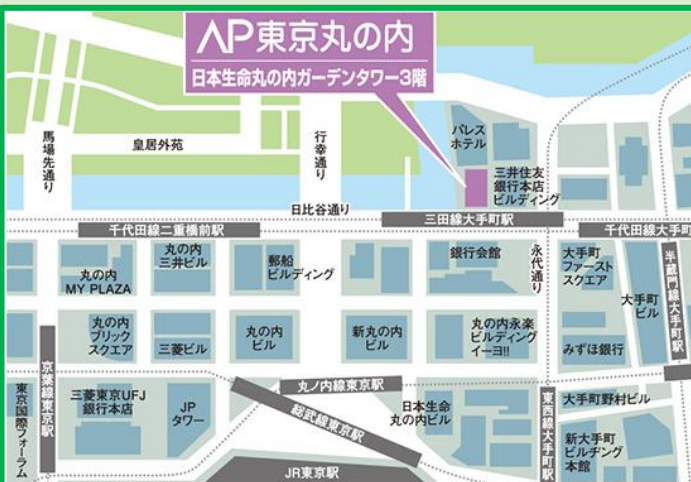 AP東京丸の内
日本生命丸の内ガーデンタワー3階
馬場先通り
皇居外苑
行幸通り
パレス
ホテル
三井住友
銀行本店
ビルディング
日比谷通り
三田線大手町駅
千代田線二重橋前駅
千代田線大手町
丸の内
MY PLAZA
丸の内
三井ビル
郵船
ビルディング
銀行会館
永代通り
大手町
ファースト
スクエア
大手町
ビル
半蔵門線大手町駅
丸の内
ブリック
スクエア
三菱ビル
丸の内
ビル
新丸の内
ビル
丸の内永楽
ビルディング
イーヨ!!
みずほ銀行
京葉線東京駅
丸ノ内線東京駅
東京国際フォーラム
三菱東京UFJ
銀行本店
JP
タワー
総武線東京駅
日本生命
丸の内ビル
東西線大手町駅
大手町野村ビル
新大手町
ビルヂング
本館
JR東京駅